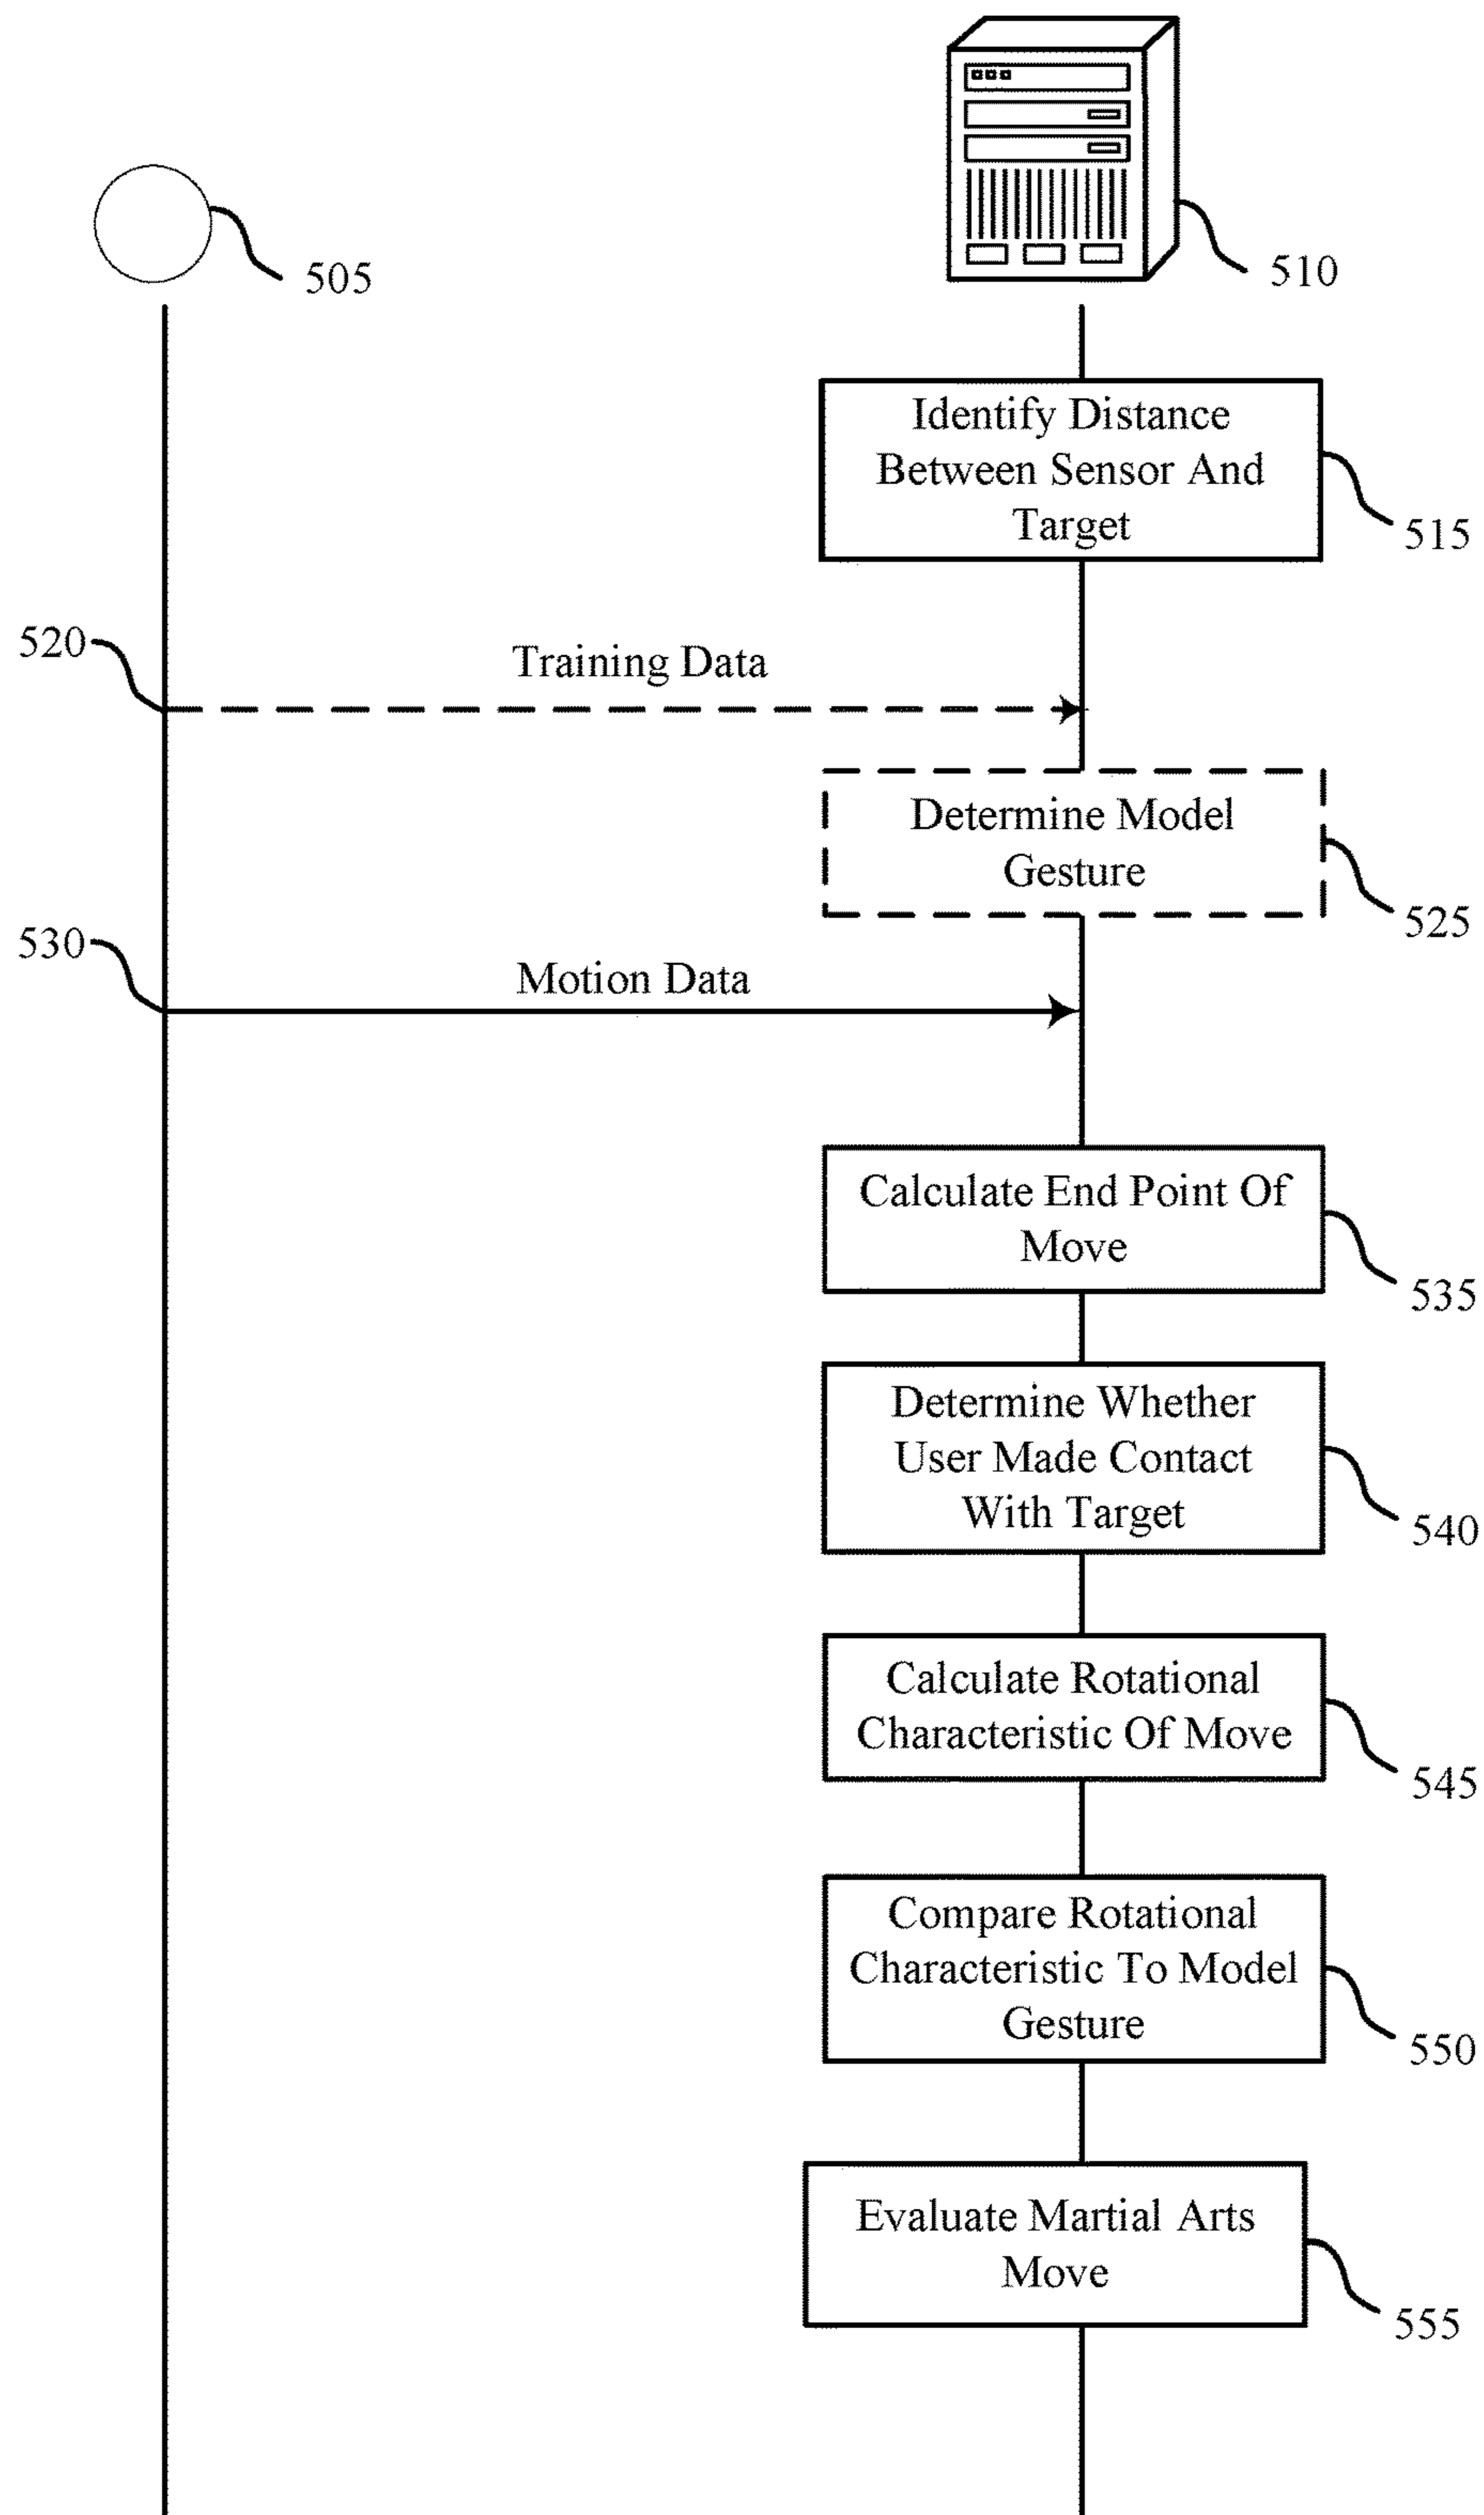 505
510
Identify Distance
Between Sensor And
Target
515
520
Training Data
Determine Model
Gesture
525
530
Motion Data
Calculate End Point Of
Move
535
Determine Whether
User Made Contact
With Target
540
Calculate Rotational
Characteristic Of Move
545
Compare Rotational
Characteristic To Model
Gesture
550
Evaluate Martial Arts
Move
555